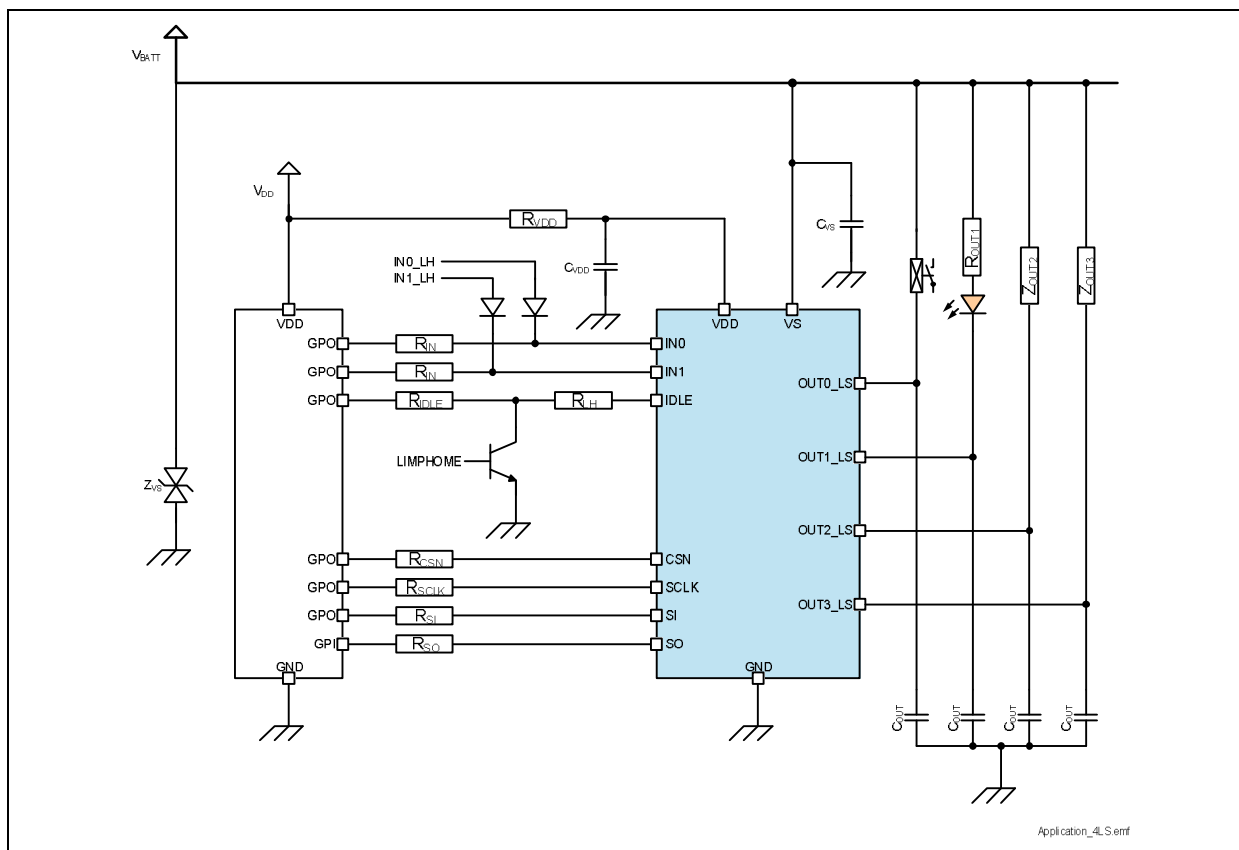 VBATT
VDD
RVDD
CVDD
CVS
IN0_LH
IN1_LH
ROUT1
ZOUT2
ZOUT3
VDD
VDD
VS
GPO
RIN
IN0
GPO
RIN
IN1
GPO
RIDLE
RLH
IDLE
OUT0_LS
LIMPHOME
OUT1_LS
ZVS
OUT2_LS
GPO
RCSN
CSN
GPO
RSCLK
SCLK
OUT3_LS
GPO
RSI
SI
GPI
RSO
SO
GND
GND
COUT
COUT
COUT
COUT
Application_4LS.emf